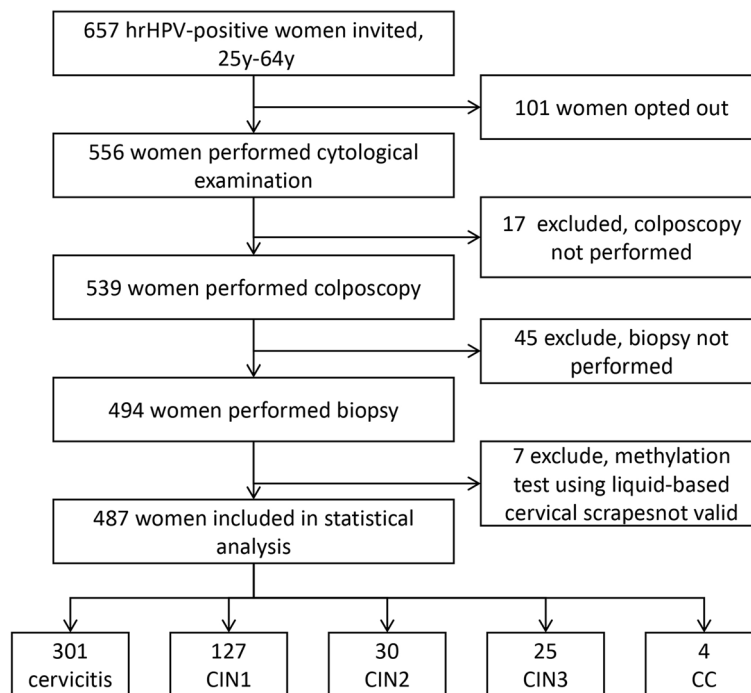 657 hrHPV-positive women invited,
25y-64y
101 women opted out
556 women performed cytological
examination
17  excluded, colposcopy
not performed
539 women performed colposcopy
45 exclude, biopsy not
performed
494 women performed biopsy
7 exclude, methylation
test using liquid-based
cervical scrapesnot valid
487 women included in statistical
analysis
301
cervicitis
127
CIN1
30
CIN2
25
CIN3
4
CC